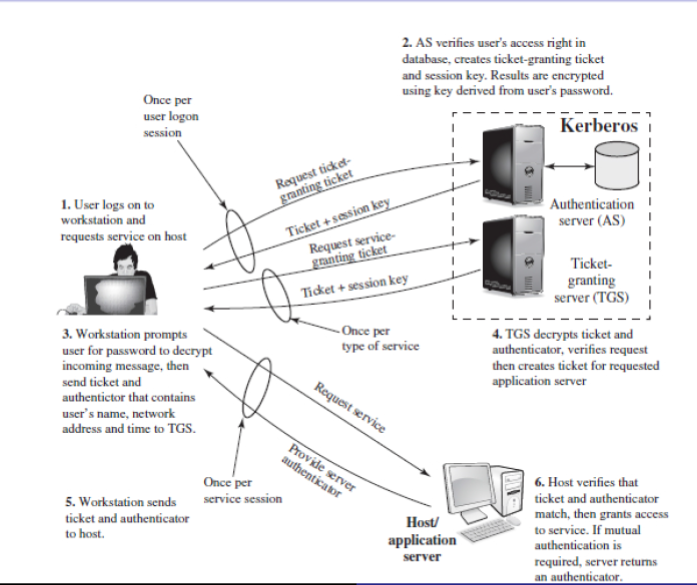 2. AS verifies user's access right in
database, creates ticket-granting ticket
and session key. Results are encrypted
using key derived from user's password.
Once per
user logon
session
Kerberos
Request ticket-
granting ticket
1. User logs on to
workstation and
requests service on host
Ticket + session key
Authentication
server (AS)
Request service-
granting ticket
Ticket-
granting
server (TGS)
Ticket + session key
Once per
type of service
3. Workstation prompts
user for password to decrypt
incoming message, then
send ticket and
authentictor that contains
user's name, network
address and time to TGS.
4. TGS decrypts ticket and
authenticator, verifies request
then creates ticket for requested
application server
Request service
Provide server
authenticator
Once per
service session
5. Workstation sends
ticket and authenticator
to host.
Host/
application
server
6. Host verifies that
ticket and authenticator
match, then grants access
to service. If mutual
authentication is
required, server returns
an authenticator.